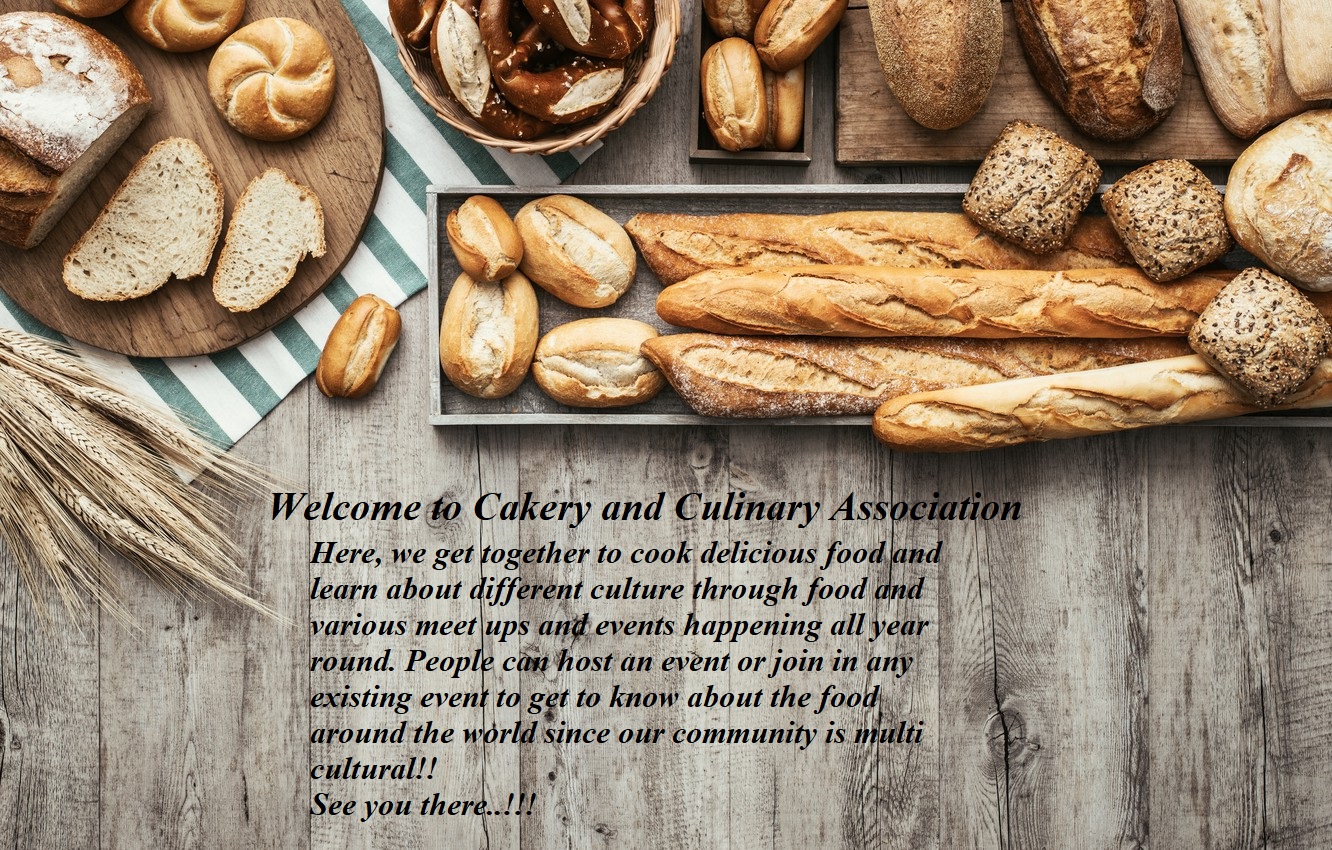 Welcome to Cakery and Culinary Association
Here, we get together to cook delicious food and
learn about different culture through food and
various meet ups and events happening all year
round. People can host an event or join in any
existing event to get to know about the food
around the world since our community is multi
cultural!!
See you there..!!!